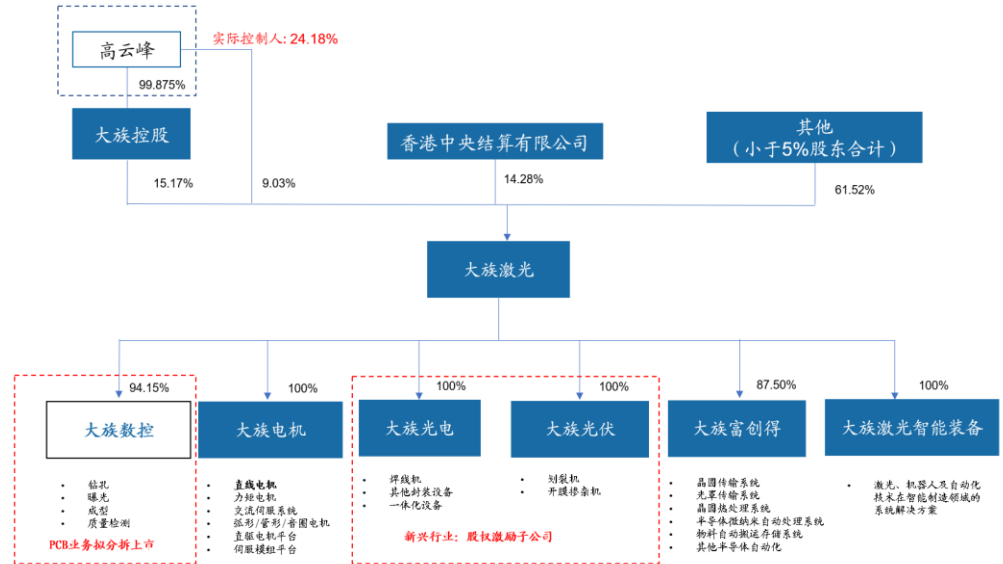 实际控制人: 24.18%
高云峰
99.875%
大族控股
香港中央结算有限公司
其他
（小于5%股东合计）
15.17%
9.03%
14.28%
61.52%
大族激光
94.15%
100%
100%
100%
87.50%
100%
大族数控
大族电机
大族光电
大族光伏
大族富创得
大族激光智能装备
• 钻孔
• 曝光
• 成型
• 质量检测
PCB业务拟分拆上市
• 直线电机
• 力矩电机
• 交流伺服系统
• 弧形/管形/音圈电机
• 直驱电机平台
• 伺服模组平台
• 焊线机
• 其他封装设备
• 一体化设备
• 划裂机
• 开膜掺杂机
新兴行业：股权激励子公司
• 晶圆传输系统
• 光罩传输系统
• 晶圆热处理系统
• 半导体微纳米自动处理系统
• 物料自动搬运存储系统
• 其他半导体自动化
• 激光、机器人及自动化
技术在智能制造领域的
系统解决方案